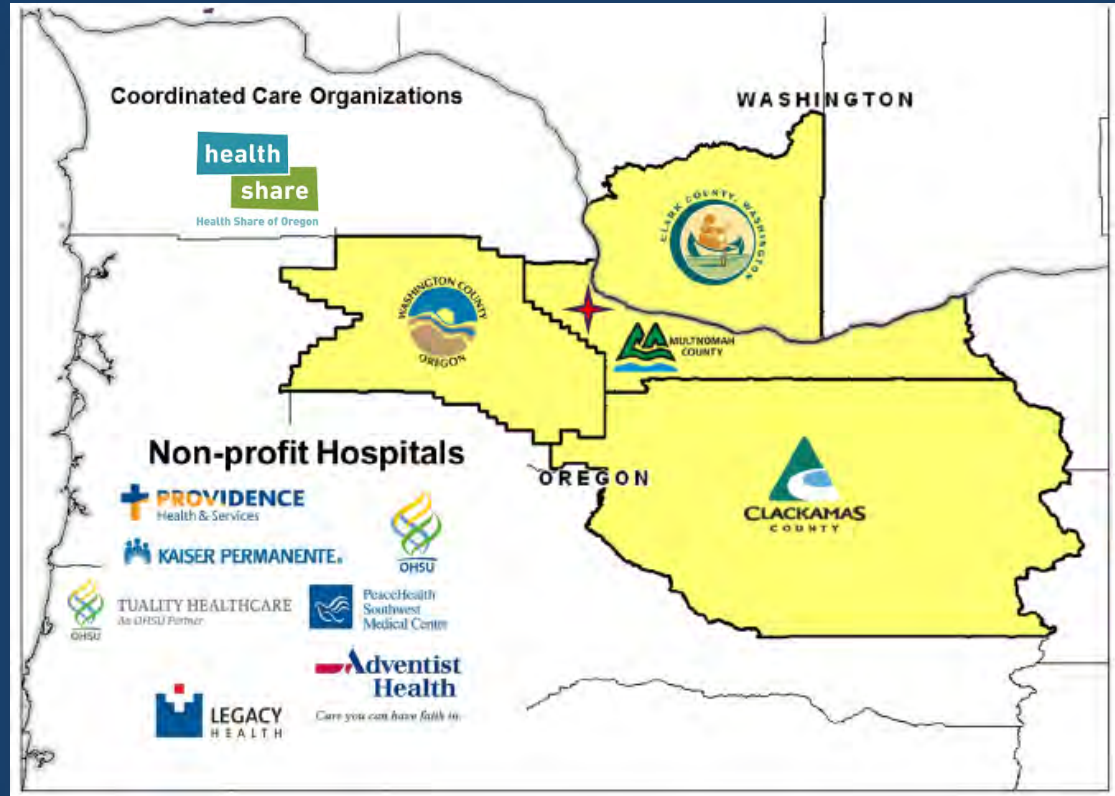 Coordinated Care Organizations
health
share
Health Share of Oregon
WASHINGTON
CLARK COUNTY, WASHINGTON
WASHINGTON COUNTY
OREGON
MULTNOMAH
COUNTY
Non-profit Hospitals
OREGON
CLACKAMAS
COUNTY
PROVIDENCE
Health & Services
KAISER PERMANENTE®
OHSU
OHSU
TUALITY HEALTHCARE
An OHSU Partner
PeaceHealth
Southwest
Medical Center
Adventist
Health
Care you can have faith in.
LEGACY
HEALTH